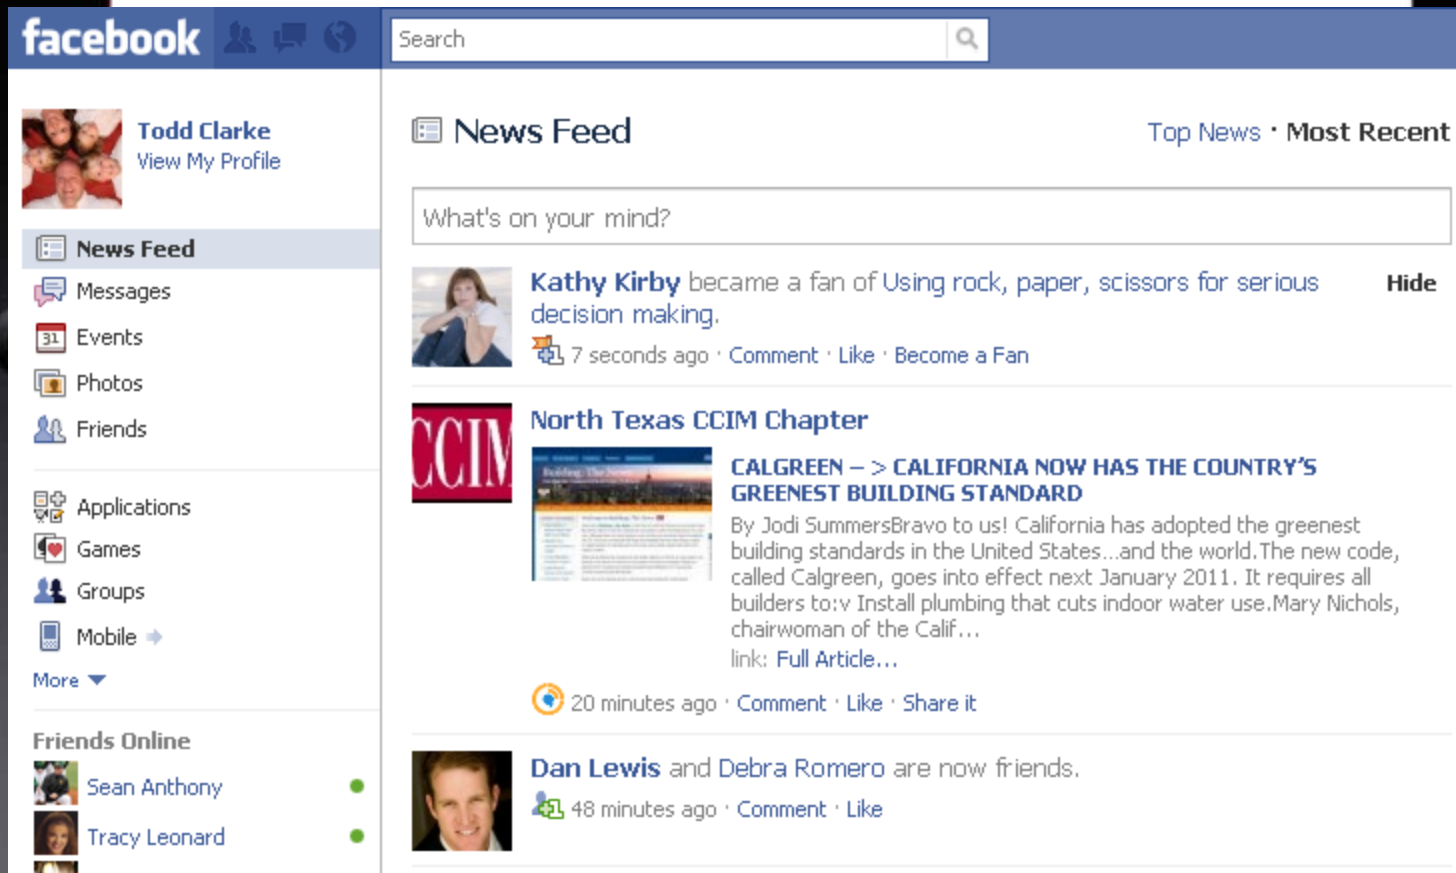 facebook
Search
Todd Clarke
View My Profile
News Feed
Messages
31 Events
Photos
Friends
Applications
Games
Groups
Mobile
More
Friends Online
Sean Anthony
Tracy Leonard
News Feed
Top News · Most Recent
What's on your mind?
Kathy Kirby became a fan of Using rock, paper, scissors for serious
decision making.
Hide
7 seconds ago · Comment · Like · Become a Fan
CCIM
North Texas CCIM Chapter
Building The News
CALGREEN – > CALIFORNIA NOW HAS THE COUNTRY'S
GREENEST BUILDING STANDARD
By Jodi SummersBravo to us! California has adopted the greenest
building standards in the United States...and the world.The new code,
called Calgreen, goes into effect next January 2011. It requires all
builders to:v Install plumbing that cuts indoor water use.Mary Nichols,
chairwoman of the Calif...
link: Full Article...
20 minutes ago · Comment · Like · Share it
Dan Lewis and Debra Romero are now friends.
48 minutes ago · Comment · Like